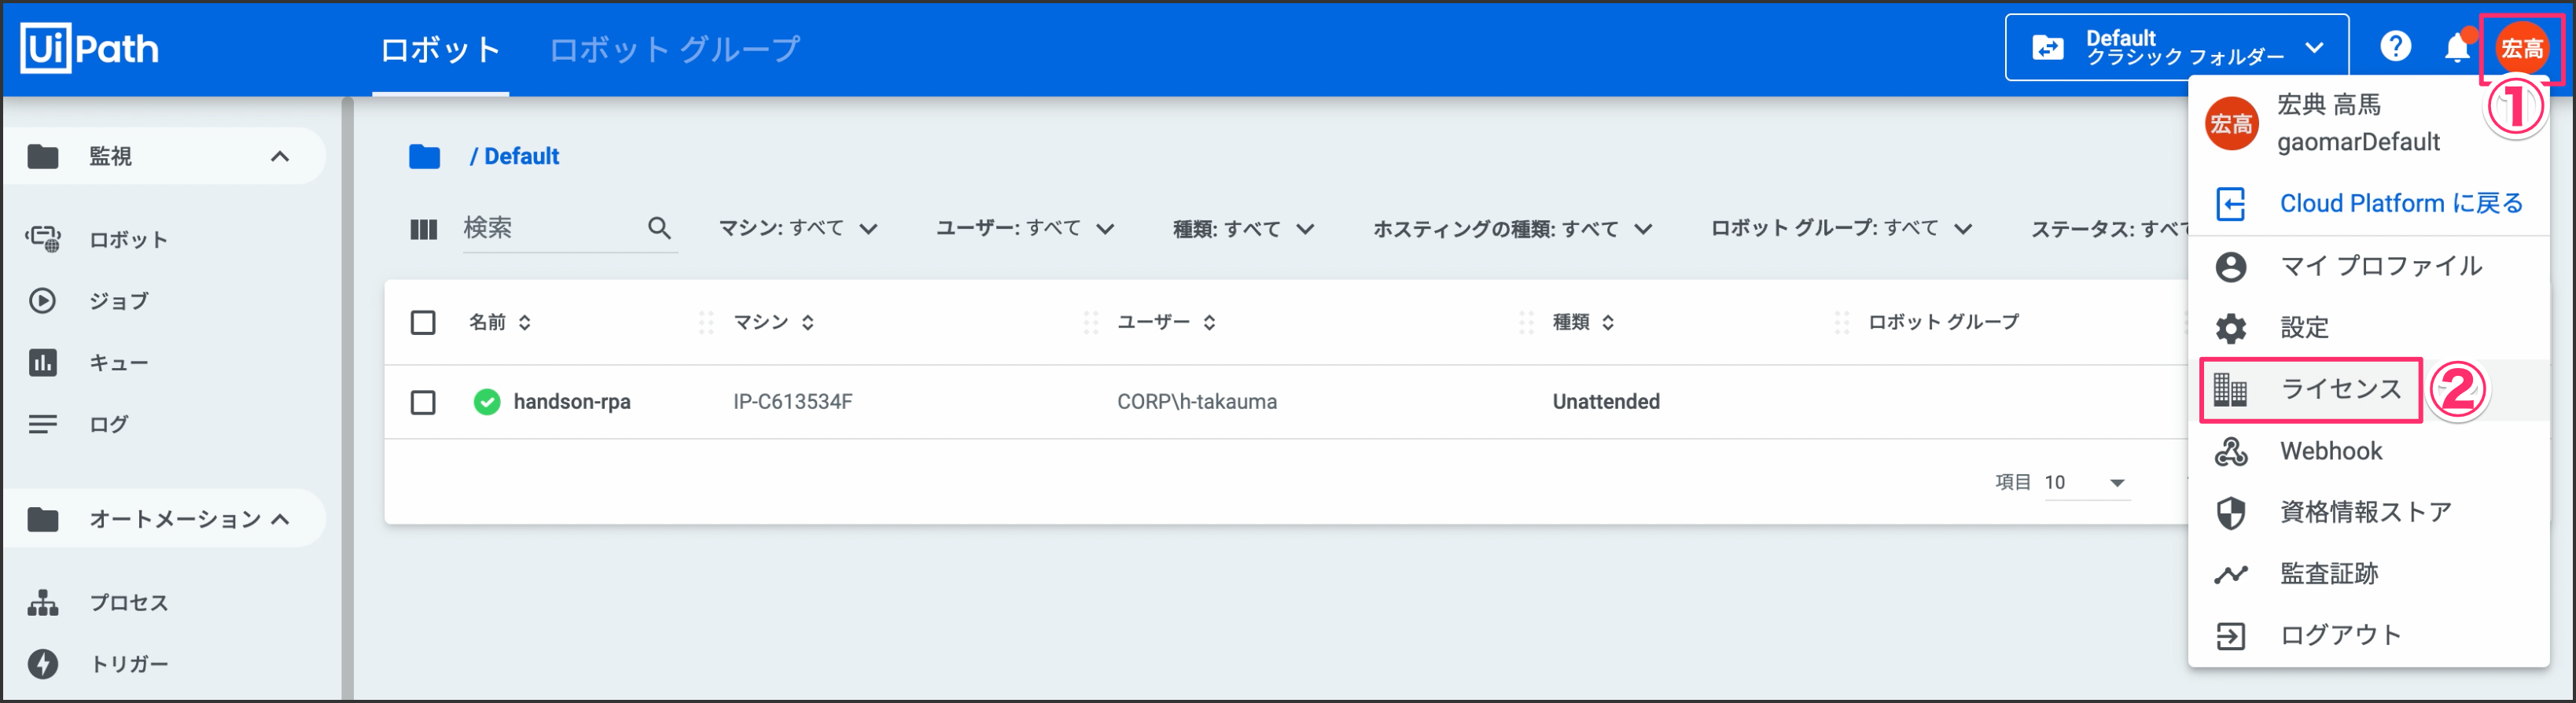 UiPath
ロボット
ロボット グループ
Default
クラシック フォルダー
宏高
①
宏高
宏典 高馬
gaomarDefault
Cloud Platform に戻る
マイ プロファイル
設定
ライセンス
②
Webhook
資格情報ストア
監査証跡
ログアウト
監視
ロボット
ジョブ
キュー
ログ
オートメーション
プロセス
トリガー
/ Default
検索
マシン: すべて
ユーザー: すべて
種類: すべて
ホスティングの種類: すべて
ロボット グループ: すべて
ステータス: すべて
名前
マシン
ユーザー
種類
ロボット グループ
handson-rpa
IP-C613534F
CORP\h-takauma
Unattended
項目 10